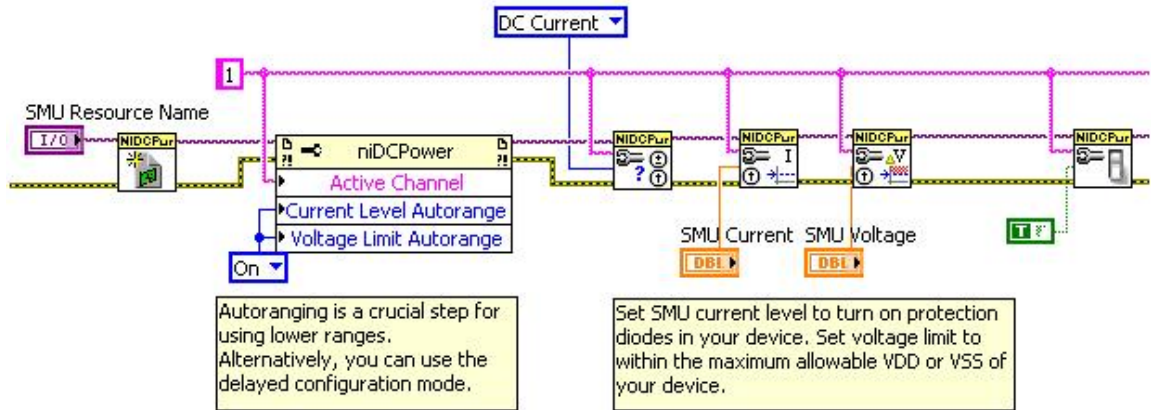 DC Current
1
SMU Resource Name
I/O
NIDCPwr
niDCPower
Active Channel
Current Level Autorange
Voltage Limit Autorange
On
NIDCPwr
?
NIDCPwr
I
NIDCPwr
V
NIDCPwr
SMU Current
SMU Voltage
DBL
DBL
T
Autoranging is a crucial step for
using lower ranges.
Alternatively, you can use the
delayed configuration mode.
Set SMU current level to turn on protection
diodes in your device. Set voltage limit to
within the maximum allowable VDD or VSS of
your device.